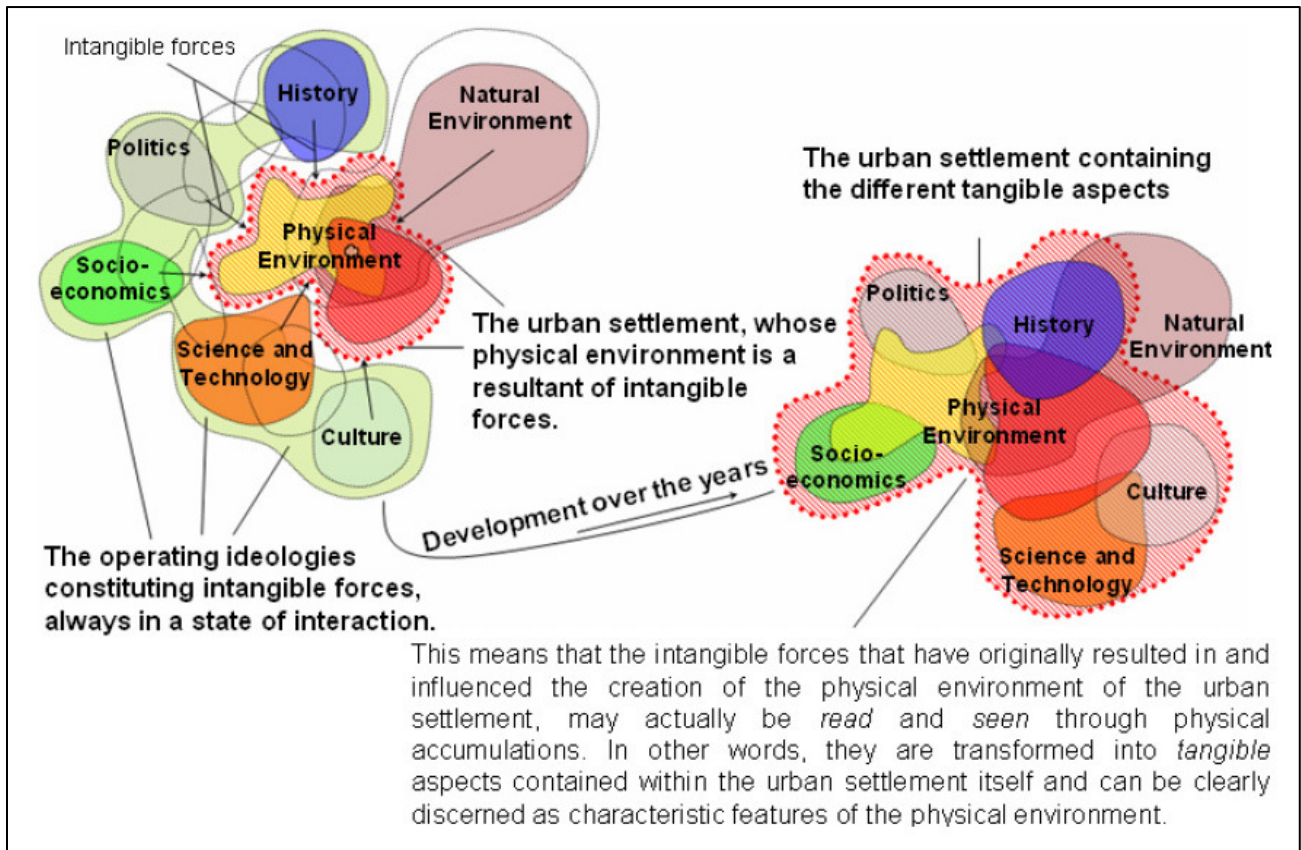 Intangible forces
History
Natural
Environment
Politics
Physical
Environment
Socio-
economics
Science and
Technology
Culture
The urban settlement, whose
physical environment is a
resultant of intangible
forces.
The operating ideologies
constituting intangible forces,
always in a state of interaction.
Development over the years
The urban settlement containing
the different tangible aspects
Politics
History
Natural
Environment
Physical
Environment
Socio-
economics
Culture
Science and
Technology
This means that the intangible forces that have originally resulted in and
influenced the creation of the physical environment of the urban
settlement, may actually be read and seen through physical
accumulations. In other words, they are transformed into tangible
aspects contained within the urban settlement itself and can be clearly
discerned as characteristic features of the physical environment.